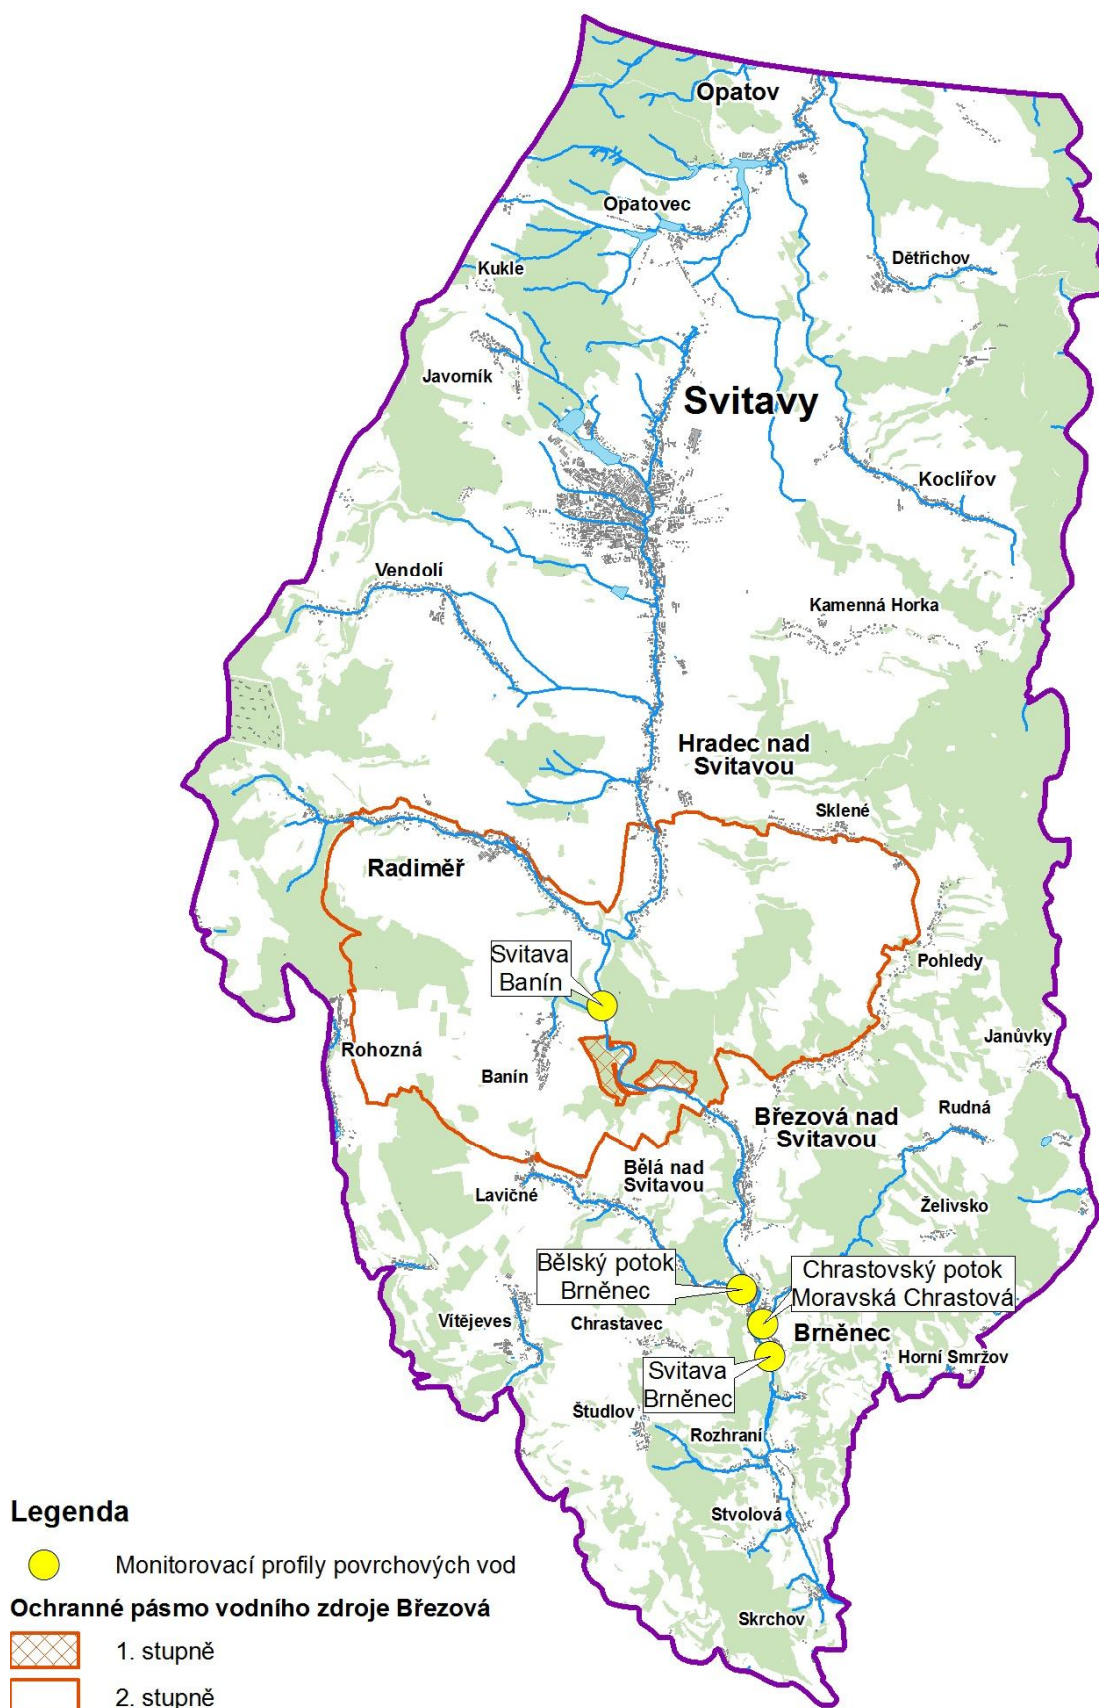 Opatov
Opatovec
Kukle
Dětřichov
Javorník
Svitavy
Koclířov
Vendolí
Kamenná Horka
Hradec nad
Svitavou
Sklené
Radiměř
Svitava
Banín
Pohledy
Rohozná
Banín
Janůvky
Březová nad
Svitavou
Rudná
Bělá nad
Svitavou
Lavičné
Želivsko
Bělský potok
Brněnec
Chrastovský potok
Moravská Chrastová
Vítějeves
Chrastavec
Brněnec
Horní Smržov
Svitava
Brněnec
Študlov
Rozhraní
Stvolová
Skrchov
Legenda
Monitorovací profily povrchových vod
Ochranné pásmo vodního zdroje Březová
1. stupně
2. stupně